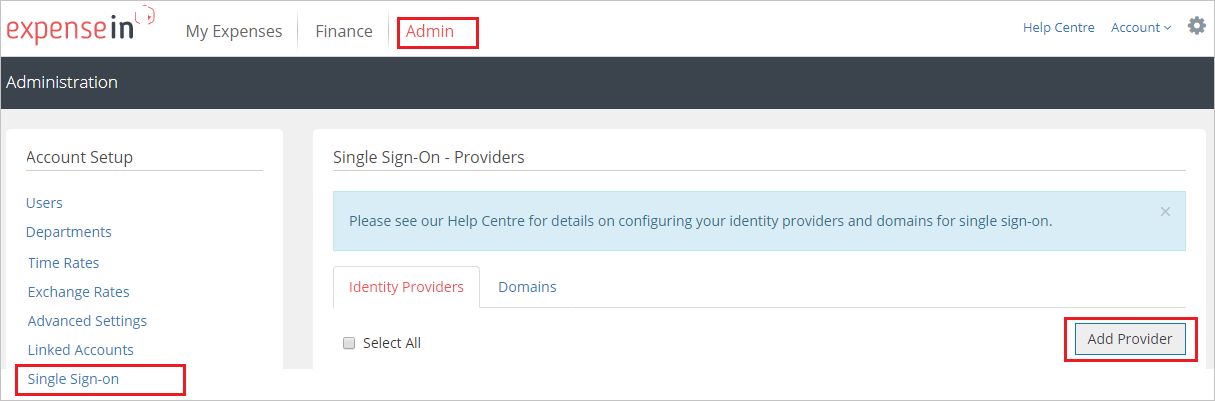 expensein
My Expenses
Finance
Admin
Help Centre
Account
Administration
Account Setup
Users
Departments
Time Rates
Exchange Rates
Advanced Settings
Linked Accounts
Single Sign-on
Single Sign-On - Providers
Please see our Help Centre for details on configuring your identity providers and domains for single sign-on.
×
Identity Providers
Domains
Select All
Add Provider